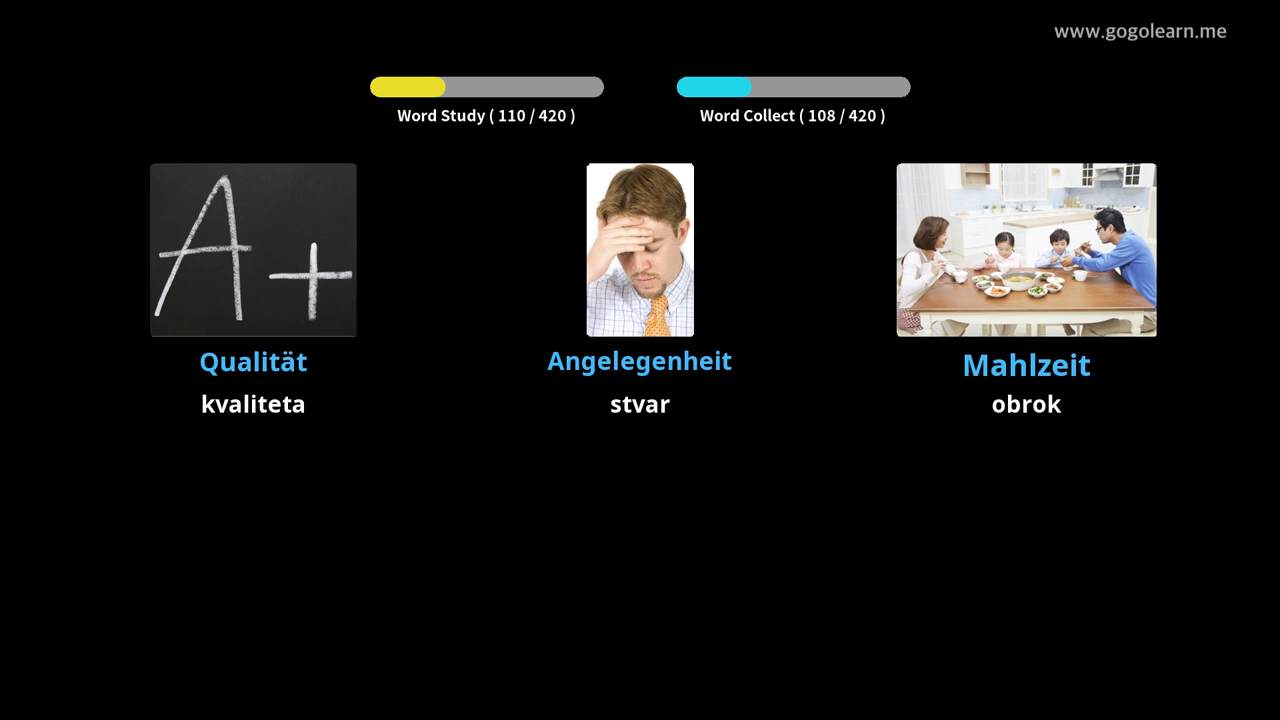 www.gogolearn.me
Word Study ( 110 / 420 )
Word Collect ( 108 / 420 )
A+
Qualität
kvaliteta
Angelegenheit
stvar
Mahlzeit
obrok